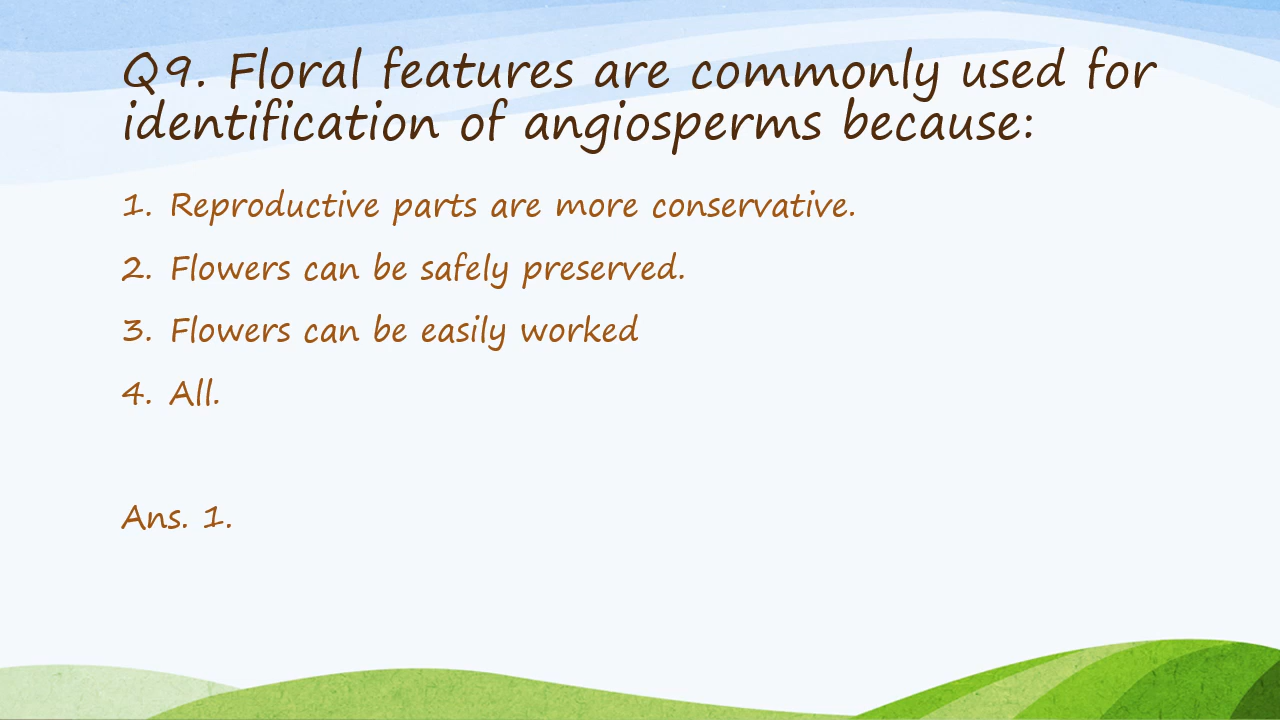 Q9. Floral features are commonly used for
identification of angiosperms because:
1. Reproductive parts are more conservative.
2. Flowers can be safely preserved.
3. Flowers can be easily worked
4. All.
Ans. 1.